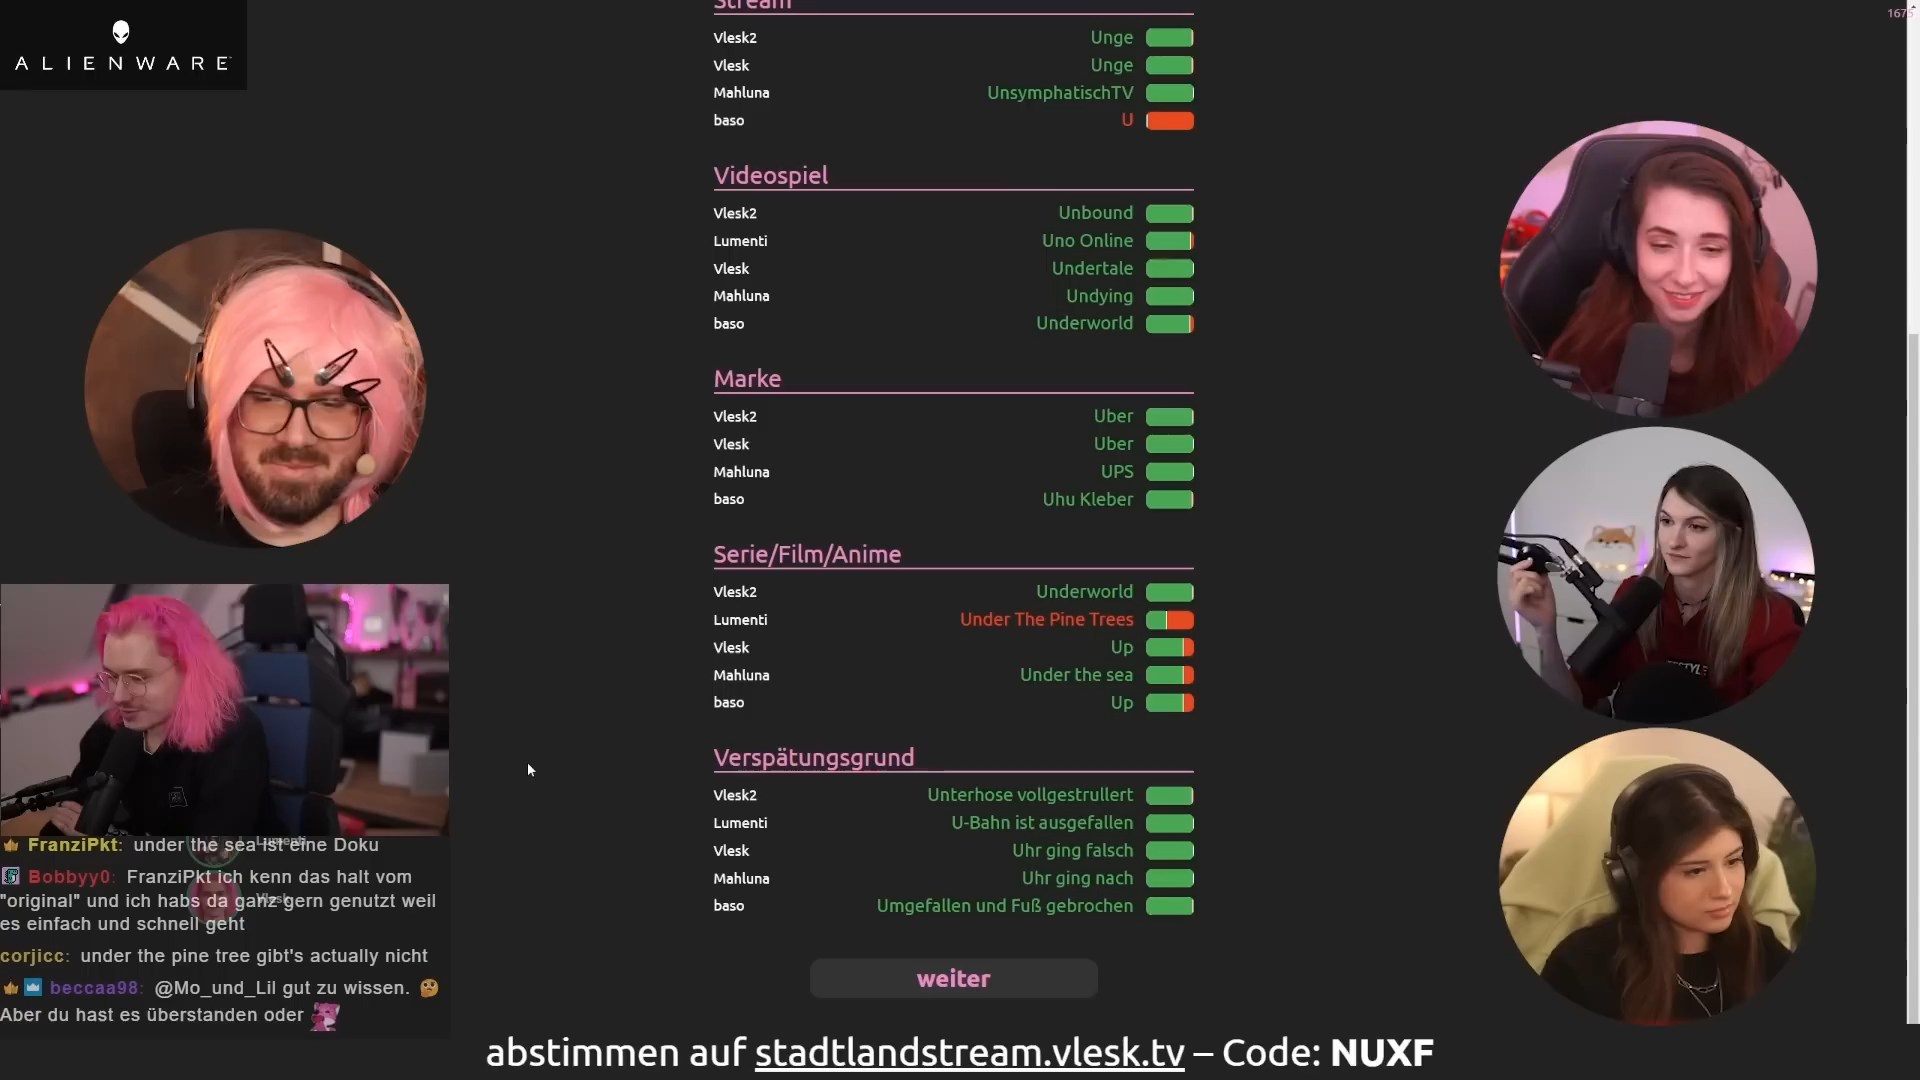 ALIENWARE
1675
Stream
Vlesk2 Unge
Vlesk Unge
Mahluna UnsymphatischTV
baso U
Videospiel
Vlesk2 Unbound
Lumenti Uno Online
Vlesk Undertale
Mahluna Undying
baso Underworld
Marke
Vlesk2 Uber
Vlesk Uber
Mahluna UPS
baso Uhu Kleber
Serie/Film/Anime
Vlesk2 Underworld
Lumenti Under The Pine Trees
Vlesk Up
Mahluna Under the sea
baso Up
Verspätungsgrund
Vlesk2 Unterhose vollgestrullert
Lumenti U-Bahn ist ausgefallen
Vlesk Uhr ging falsch
Mahluna Uhr ging nach
baso Umgefallen und Fuß gebrochen
weiter
Lumenti
FranziPkt: under the sea ist eine Doku
Bobbyy0: FranziPkt ich kenn das halt vom
Vlesk
"original" und ich habs da ganz gern genutzt weil
es einfach und schnell geht
corjicc: under the pine tree gibt's actually nicht
beccaa98: @Mo_und_Lil gut zu wissen.
Aber du hast es überstanden oder
abstimmen auf stadtlandstream.vlesk.tv – Code: NUXF